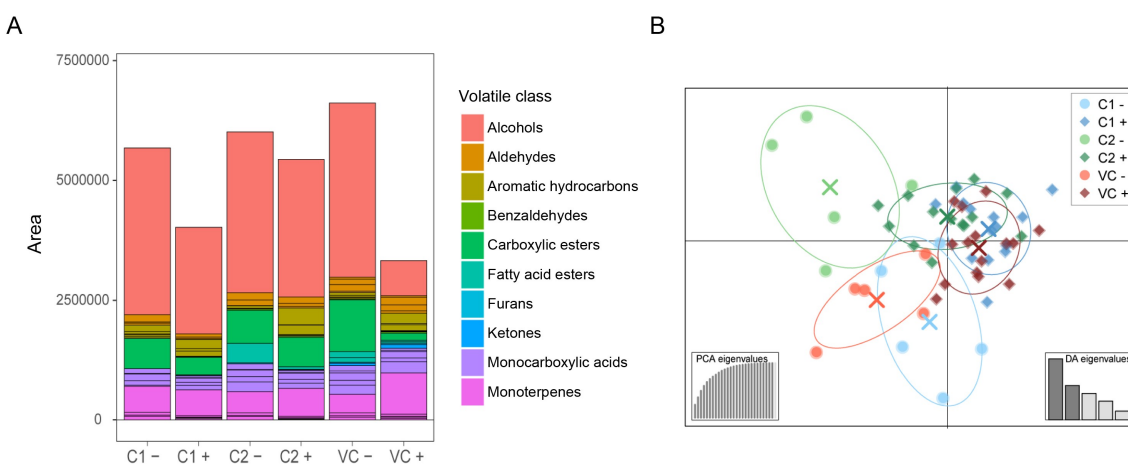 A
Area
7500000
5000000
2500000
0
C1 −
C1 +
C2 −
C2 +
VC −
VC +
Volatile class
Alcohols
Aldehydes
Aromatic hydrocarbons
Benzaldehydes
Carboxylic esters
Fatty acid esters
Furans
Ketones
Monocarboxylic acids
Monoterpenes
B
C1 -
C1 +
C2 -
C2 +
VC -
VC +
PCA eigenvalues
DA eigenvalues